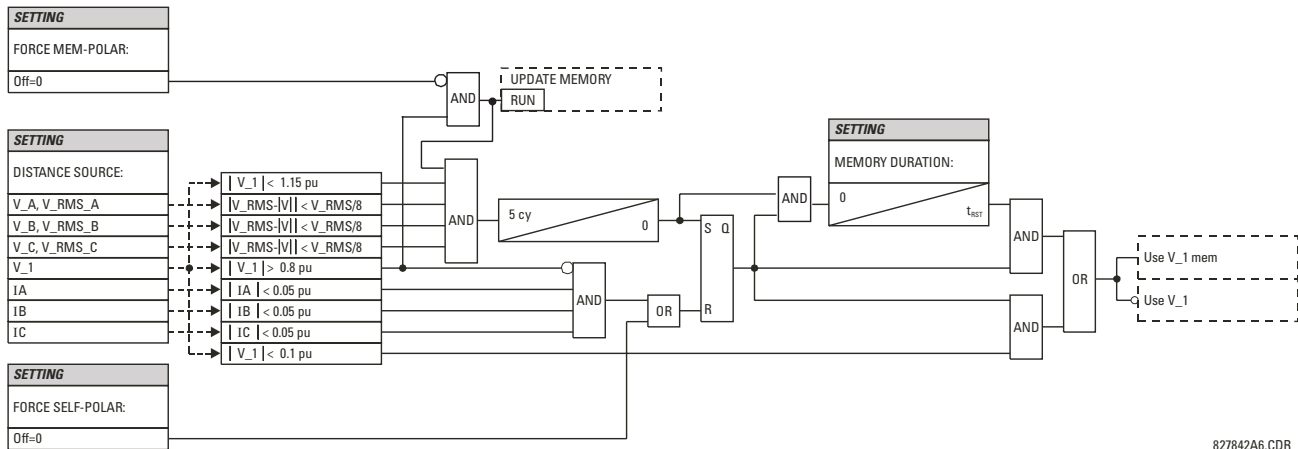 SETTING
FORCE MEM-POLAR:
Off=0
UPDATE MEMORY
AND
RUN
SETTING
DISTANCE SOURCE:
V_A, V_RMS_A
V_B, V_RMS_B
V_C, V_RMS_C
V_1
IA
IB
IC
| V_1 | < 1.15 pu
|V_RMS-|V|| < V_RMS/8
|V_RMS-|V|| < V_RMS/8
|V_RMS-|V|| < V_RMS/8
| V_1 | > 0.8 pu
| IA | < 0.05 pu
| IB | < 0.05 pu
| IC | < 0.05 pu
| V_1 | < 0.1 pu
AND
5 cy
0
AND
OR
S Q
R
AND
SETTING
MEMORY DURATION:
0
tRST
AND
AND
OR
Use V_1 mem
Use V_1
SETTING
FORCE SELF-POLAR:
Off=0
827842A6.CDR